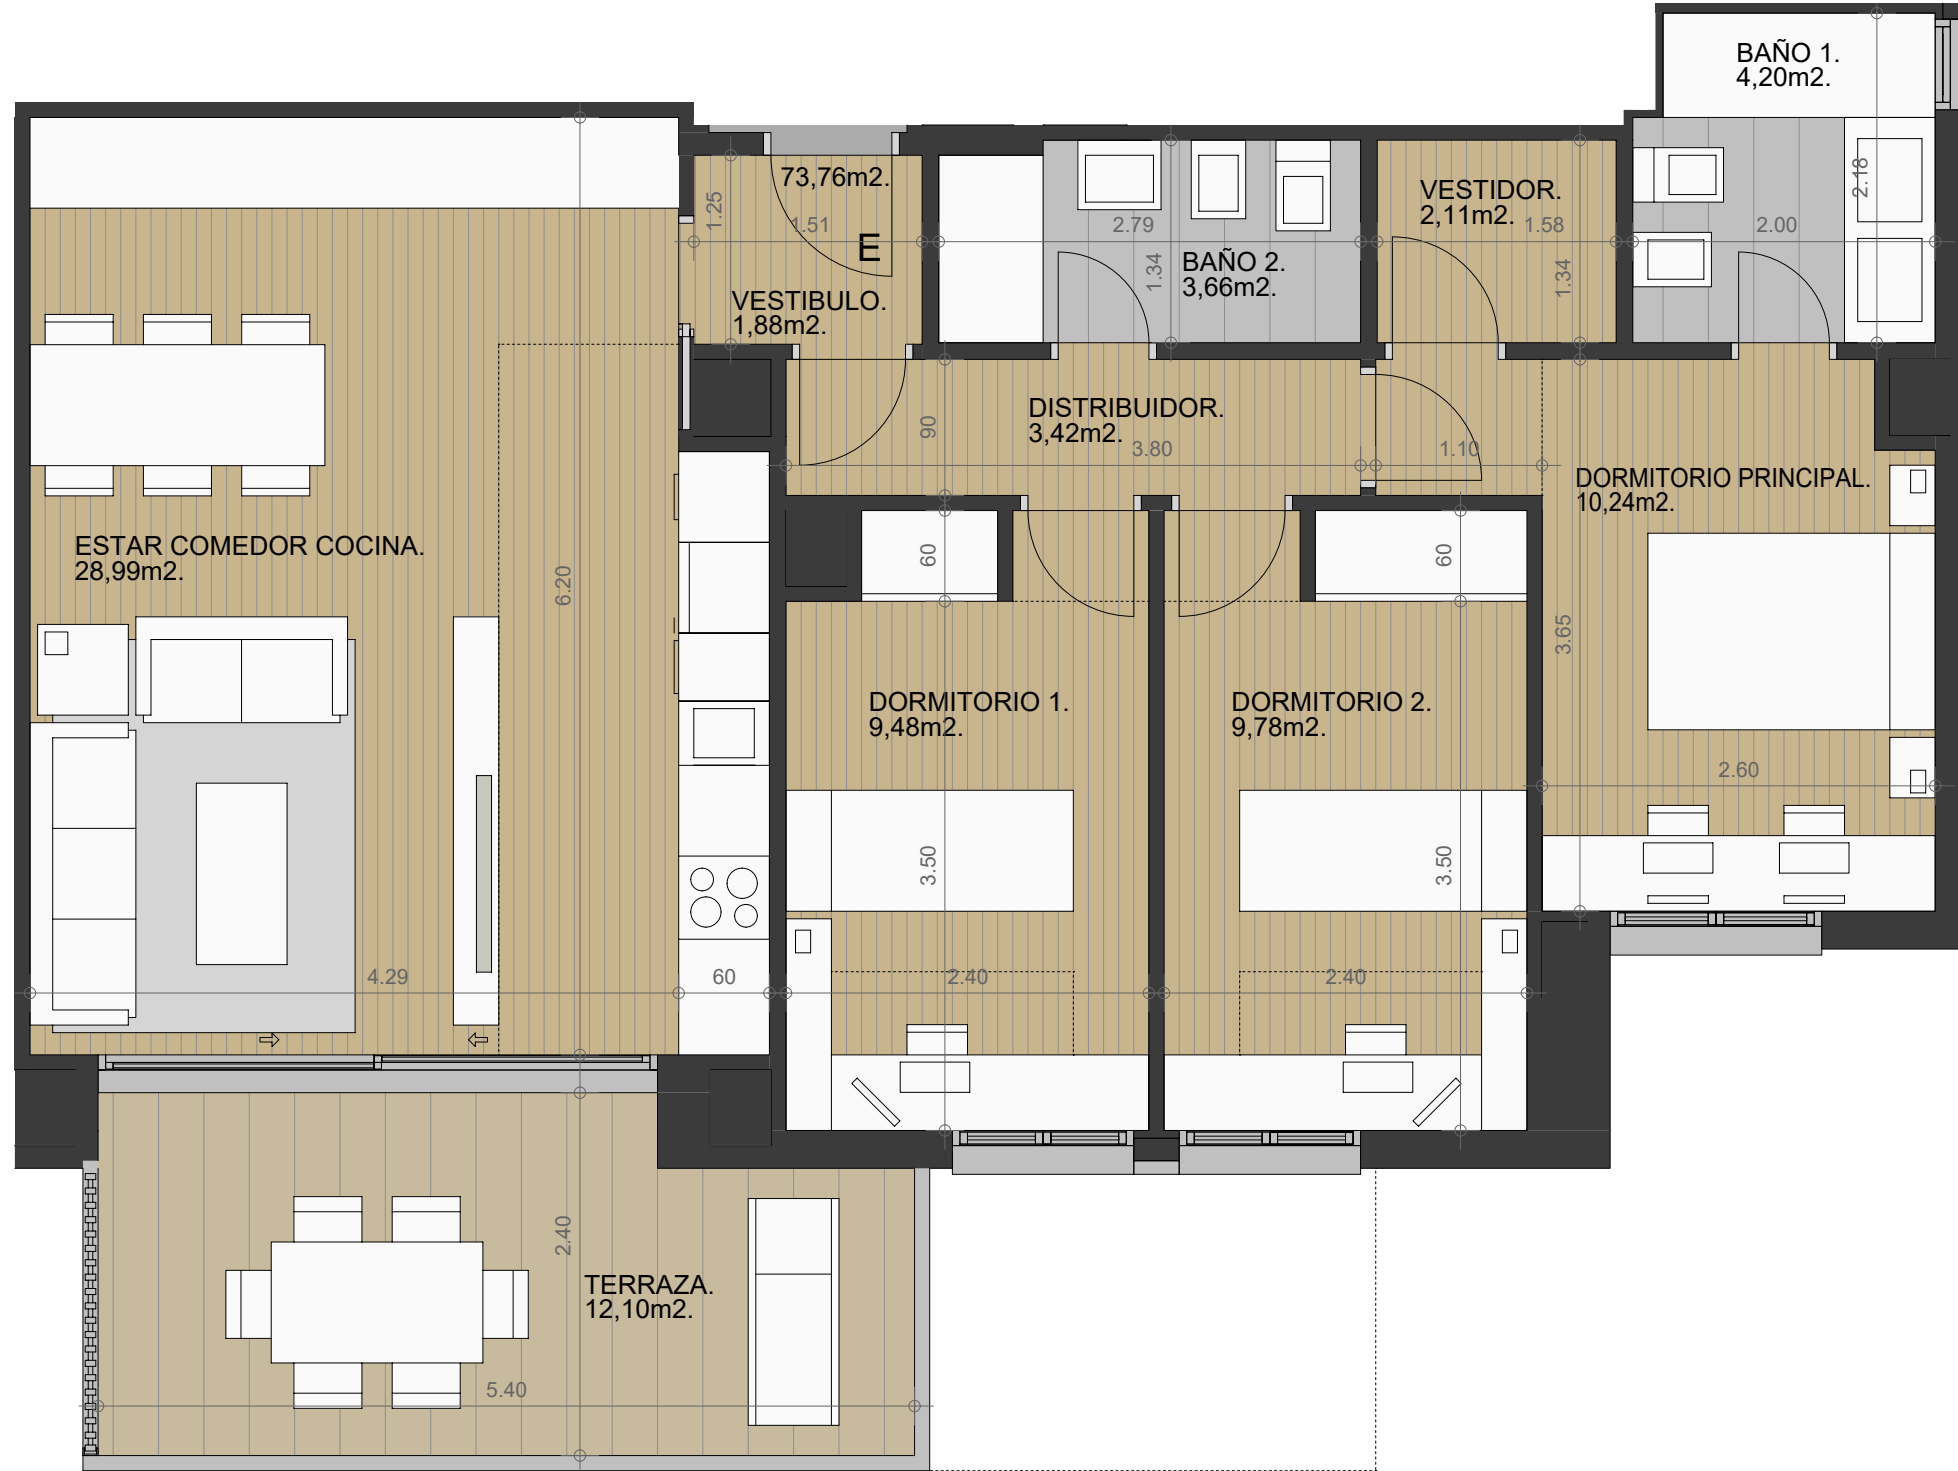 BAÑO 1.
4,20m2.
73,76m2.
1.25
1.51
E
VESTIBULO.
1,88m2.
2.79
1.34
BAÑO 2.
3,66m2.
VESTIDOR.
2,11m2.
1.58
1.34
2.18
2.00
DISTRIBUIDOR.
3,42m2.
90
3.80
1.10
DORMITORIO PRINCIPAL.
10,24m2.
ESTAR COMEDOR COCINA.
28,99m2.
6.20
60
60
3.65
DORMITORIO 1.
9,48m2.
DORMITORIO 2.
9,78m2.
2.60
3.50
3.50
4.29
60
2.40
2.40
2.40
TERRAZA.
12,10m2.
5.40